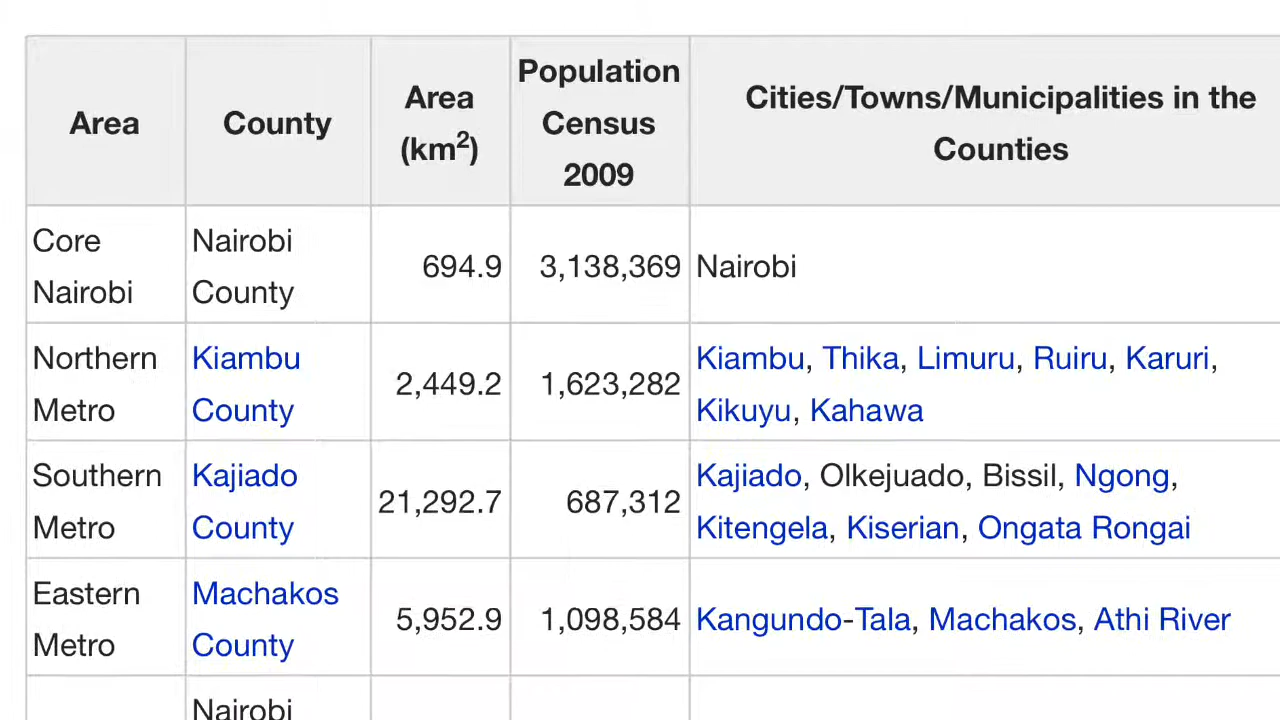 Area County Area (km²) Population Census 2009 Cities/Towns/Municipalities in the Counties
Core Nairobi Nairobi County 694.9 3,138,369 Nairobi
Northern Metro Kiambu County 2,449.2 1,623,282 Kiambu, Thika, Limuru, Ruiru, Karuri, Kikuyu, Kahawa
Southern Metro Kajiado County 21,292.7 687,312 Kajiado, Olkejuado, Bissil, Ngong, Kitengela, Kiserian, Ongata Rongai
Eastern Metro Machakos County 5,952.9 1,098,584 Kangundo-Tala, Machakos, Athi River
Nairobi